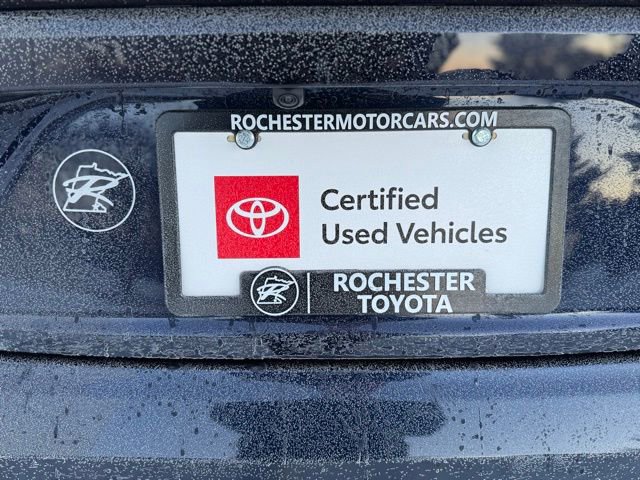 ROCHESTERMOTORCARS.COM
Certified
Used Vehicles
ROCHESTER
TOYOTA